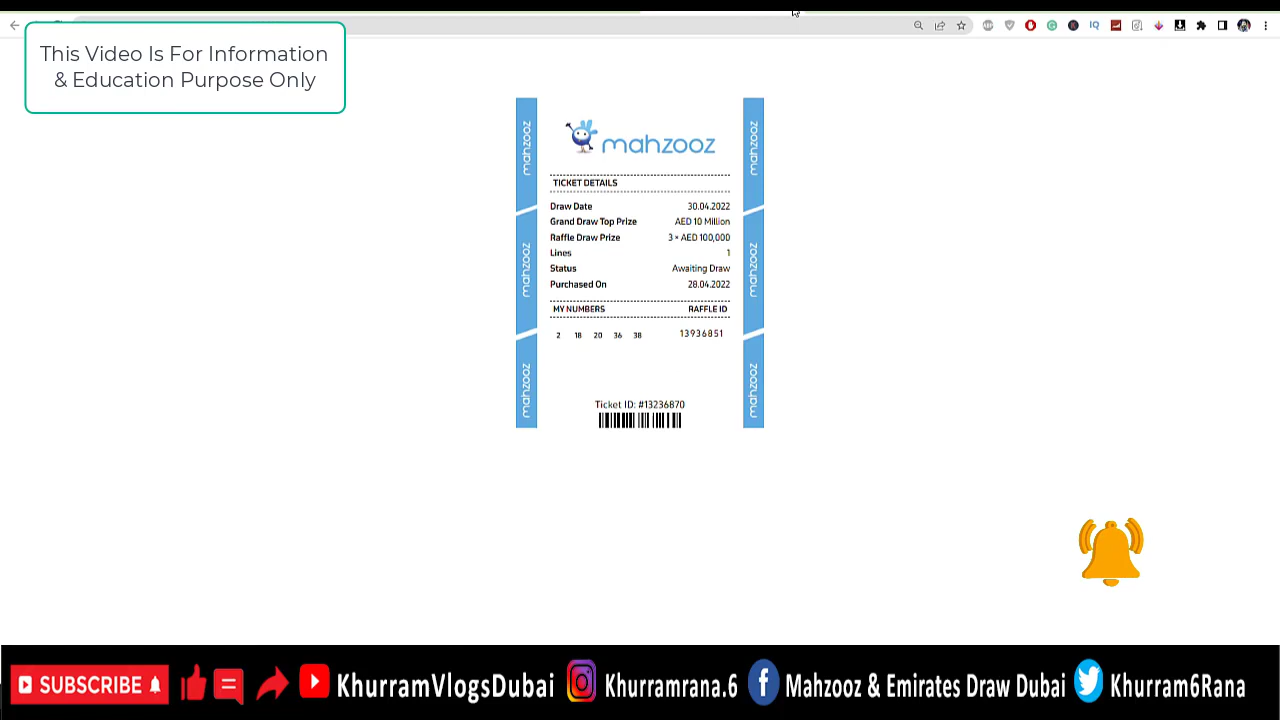 This Video Is For Information
& Education Purpose Only
mahzooz
mahzooz
mahzooz
TICKET DETAILS
Draw Date 30.04.2022
Grand Draw Top Prize AED 10 Million
Raffle Draw Prize 3 × AED 100,000
Lines 1
Status Awaiting Draw
Purchased On 28.04.2022
mahzooz
mahzooz
MY NUMBERS RAFFLE ID
2 18 20 36 38 13936851
mahzooz
mahzooz
Ticket ID: #13236870
SUBSCRIBE KhurramVlogsDubai Khurramrana.6 Mahzooz & Emirates Draw Dubai Khurram6Rana